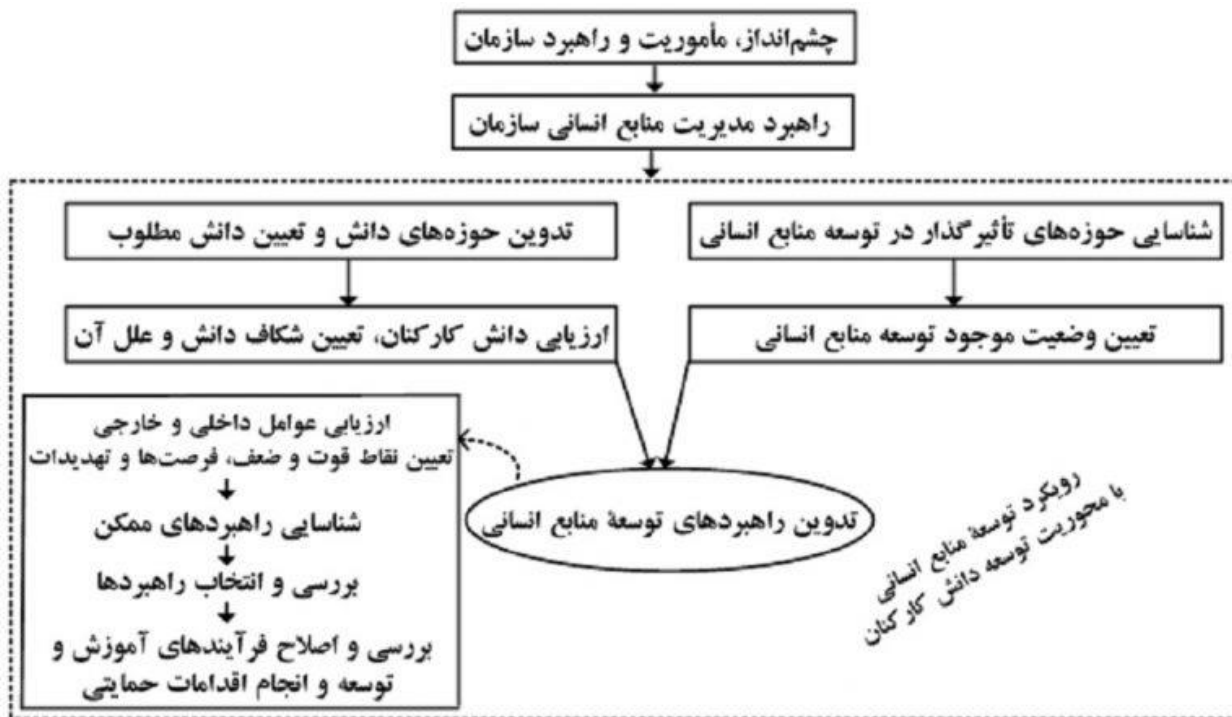 چشم‌انداز، مأموریت و راهبرد سازمان
راهبرد مدیریت منابع انسانی سازمان
شناسایی حوزه‌های تأثیرگذار در توسعه منابع انسانی
تدوین حوزه‌های دانش و تعیین دانش مطلوب
تعیین وضعیت موجود توسعه منابع انسانی
ارزیابی دانش کارکنان، تعیین شکاف دانش و علل آن
تدوین راهبردهای توسعهٔ منابع انسانی
ارزیابی عوامل داخلی و خارجی
تعیین نقاط قوت و ضعف، فرصت‌ها و تهدیدات
شناسایی راهبردهای ممکن
بررسی و انتخاب راهبردها
بررسی و اصلاح فرآیندهای آموزش و
توسعه و انجام اقدامات حمایتی
رویکرد توسعهٔ منابع انسانی
با محوریت توسعه دانش کارکنان